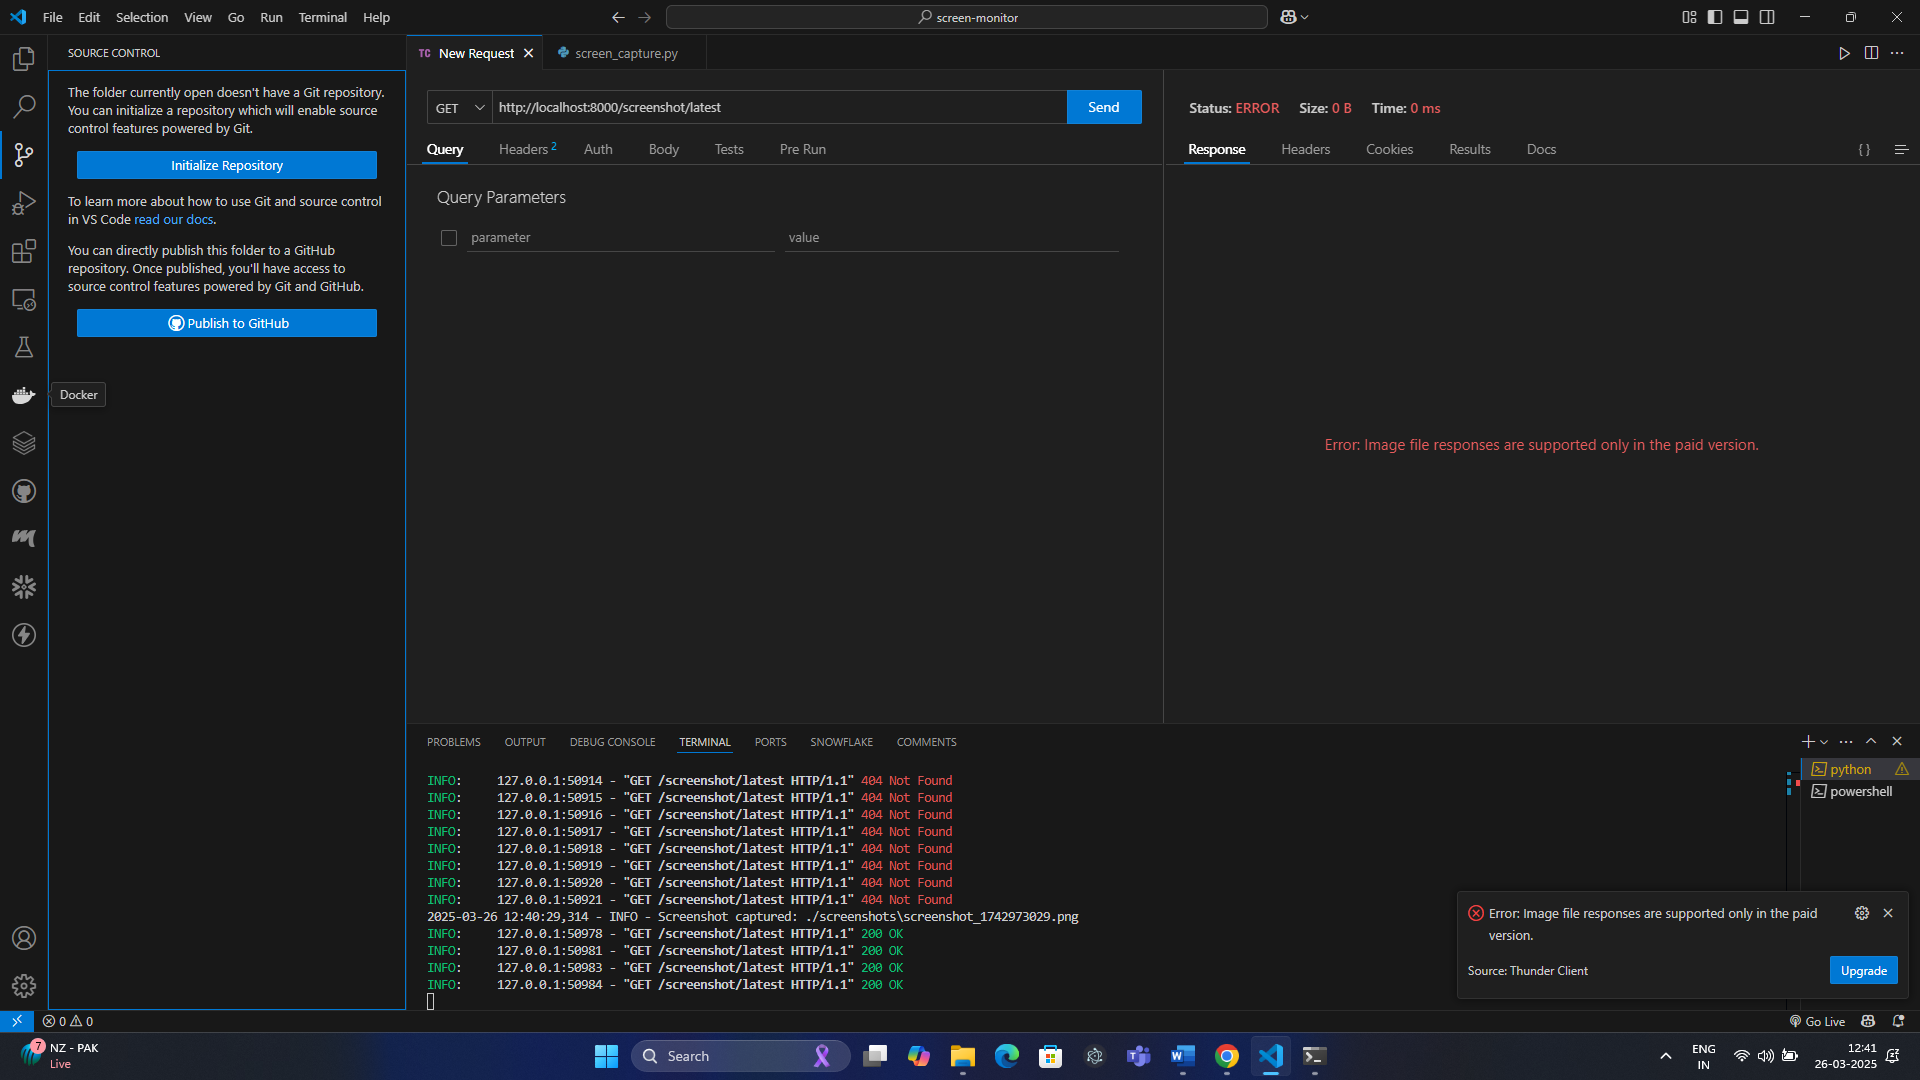 File Edit Selection View Go Run Terminal Help
screen-monitor
SOURCE CONTROL
The folder currently open doesn't have a Git repository.
You can initialize a repository which will enable source
control features powered by Git.
Initialize Repository
To learn more about how to use Git and source control
in VS Code read our docs.
You can directly publish this folder to a GitHub
repository. Once published, you'll have access to
source control features powered by Git and GitHub.
Publish to GitHub
Docker
TC New Request
screen_capture.py
GET http://localhost:8000/screenshot/latest Send
Query Headers 2 Auth Body Tests Pre Run
Query Parameters
parameter value
Status: ERROR Size: 0 B Time: 0 ms
Response Headers Cookies Results Docs { }
Error: Image file responses are supported only in the paid version.
PROBLEMS OUTPUT DEBUG CONSOLE TERMINAL PORTS SNOWFLAKE COMMENTS
INFO: 127.0.0.1:50914 - "GET /screenshot/latest HTTP/1.1" 404 Not Found
INFO: 127.0.0.1:50915 - "GET /screenshot/latest HTTP/1.1" 404 Not Found
INFO: 127.0.0.1:50916 - "GET /screenshot/latest HTTP/1.1" 404 Not Found
INFO: 127.0.0.1:50917 - "GET /screenshot/latest HTTP/1.1" 404 Not Found
INFO: 127.0.0.1:50918 - "GET /screenshot/latest HTTP/1.1" 404 Not Found
INFO: 127.0.0.1:50919 - "GET /screenshot/latest HTTP/1.1" 404 Not Found
INFO: 127.0.0.1:50920 - "GET /screenshot/latest HTTP/1.1" 404 Not Found
INFO: 127.0.0.1:50921 - "GET /screenshot/latest HTTP/1.1" 404 Not Found
2025-03-26 12:40:29,314 - INFO - Screenshot captured: ./screenshots\screenshot_1742973029.png
INFO: 127.0.0.1:50978 - "GET /screenshot/latest HTTP/1.1" 200 OK
INFO: 127.0.0.1:50981 - "GET /screenshot/latest HTTP/1.1" 200 OK
INFO: 127.0.0.1:50983 - "GET /screenshot/latest HTTP/1.1" 200 OK
INFO: 127.0.0.1:50984 - "GET /screenshot/latest HTTP/1.1" 200 OK
python
powershell
Error: Image file responses are supported only in the paid
version.
Source: Thunder Client
Upgrade
0 0
Go Live
7
NZ - PAK
Live
Search
ENG
IN
12:41
26-03-2025